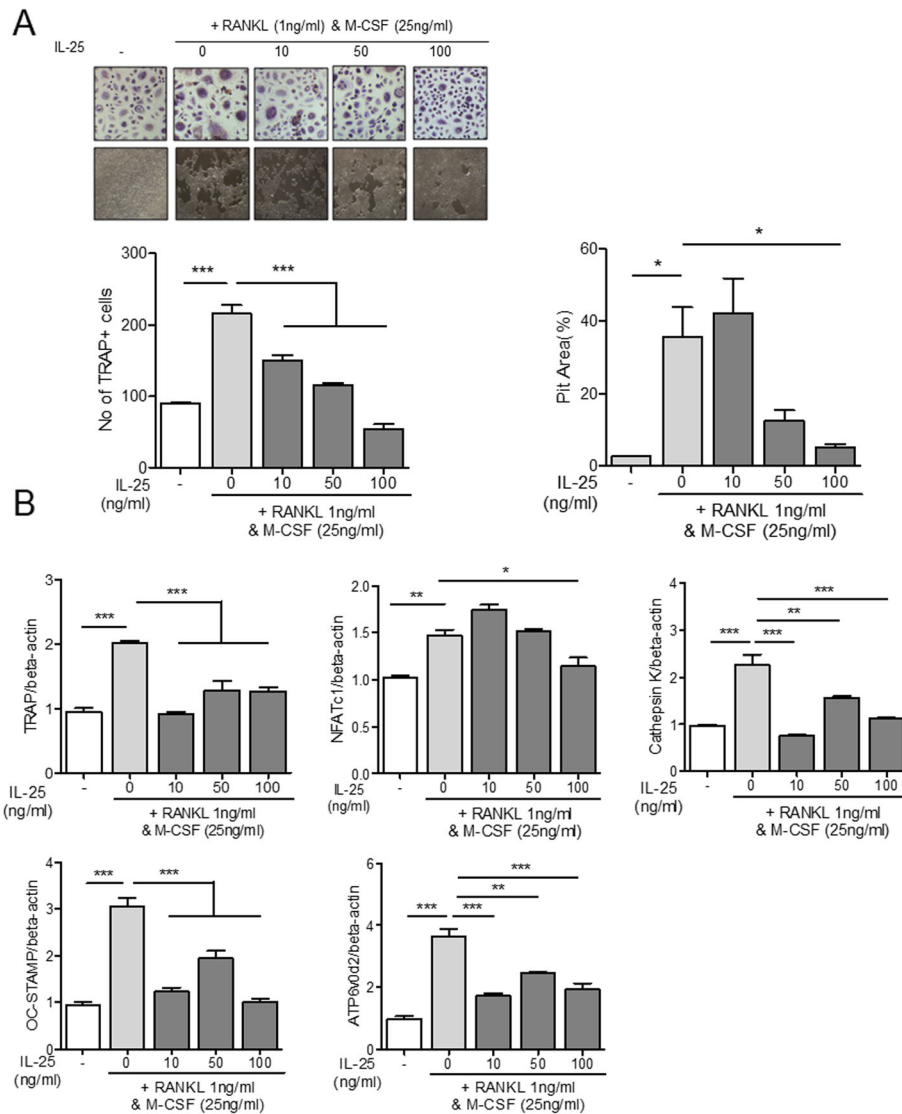 A
+ RANKL (1ng/ml) & M-CSF (25ng/ml)
IL-25 - 0 10 50 100
No of TRAP+ cells
300
200
100
0
***
***
IL-25
(ng/ml)
- 0 10 50 100
+ RANKL 1ng/ml
& M-CSF (25ng/ml)
Pit Area(%)
60
40
20
0
*
*
IL-25
(ng/ml)
- 0 10 50 100
+ RANKL 1ng/ml
& M-CSF (25ng/ml)
B
TRAP/beta-actin
3
2
1
0
***
***
IL-25
(ng/ml)
- 0 10 50 100
+ RANKL 1ng/ml
& M-CSF (25ng/ml)
NFATc1/beta-actin
2.0
1.5
1.0
0.5
0.0
**
*
IL-25
(ng/ml)
- 0 10 50 100
+ RANKL 1ng/ml
& M-CSF (25ng/ml)
Cathepsin K/beta-actin
4
3
2
1
0
***
**
*** ***
IL-25
(ng/ml)
- 0 10 50 100
+ RANKL 1ng/ml
& M-CSF (25ng/ml)
OC-STAMP/beta-actin
4
3
2
1
0
***
***
IL-25
(ng/ml)
- 0 10 50 100
+ RANKL 1ng/ml
& M-CSF (25ng/ml)
ATP6v0d2/beta-actin
6
4
2
0
***
**
*** ***
IL-25
(ng/ml)
- 0 10 50 100
+ RANKL 1ng/ml
& M-CSF (25ng/ml)